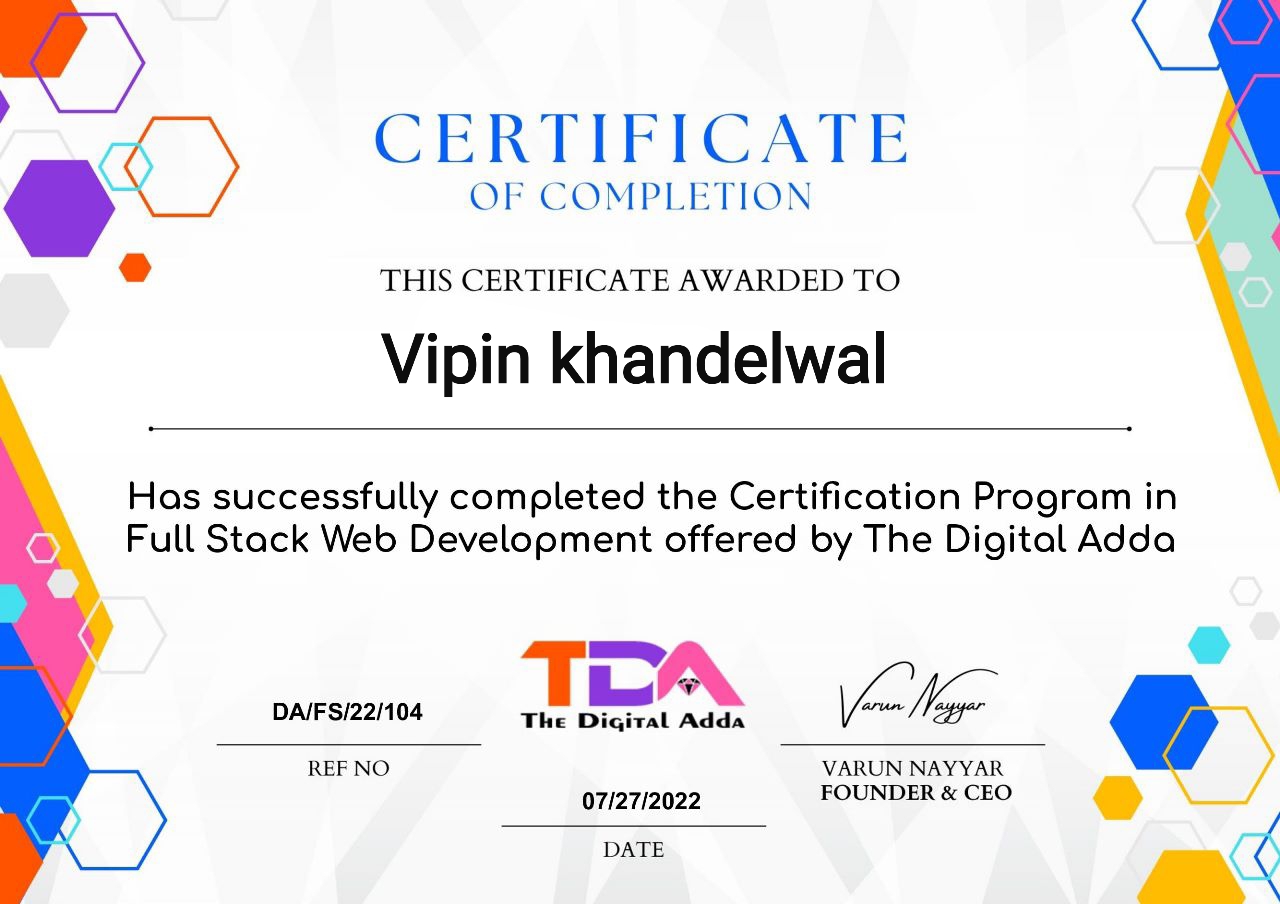 CERTIFICATE
OF COMPLETION
THIS CERTIFICATE AWARDED TO
Vipin khandelwal
Has successfully completed the Certification Program in
Full Stack Web Development offered by The Digital Adda
TDA
The Digital Adda
DA/FS/22/104
REF NO
Varun Nayyar
VARUN NAYYAR
FOUNDER & CEO
07/27/2022
DATE